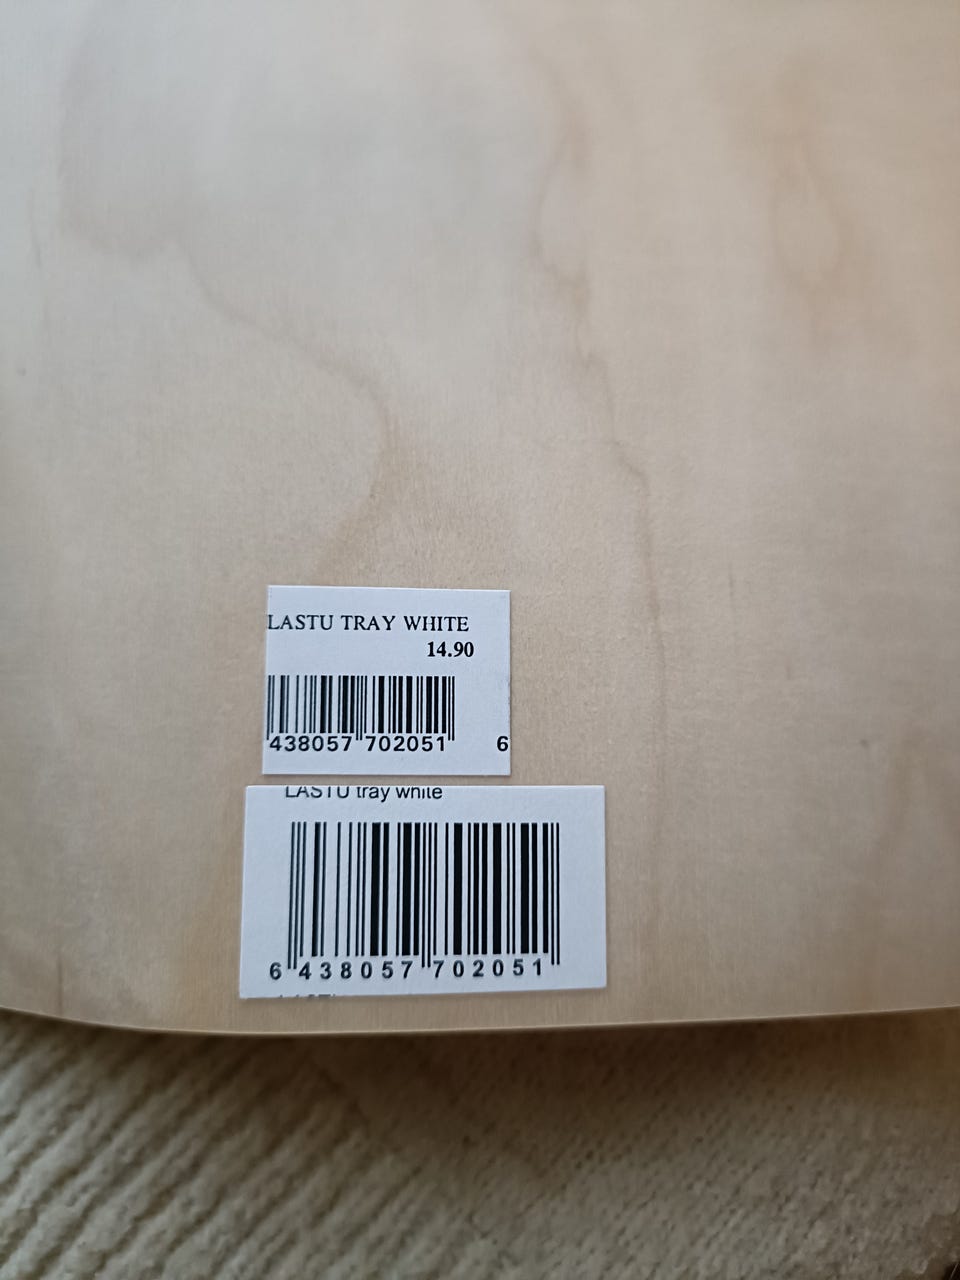 LASTU TRAY WHITE
14.90
438057 702051 6
LASTU tray white
6 438057 702051